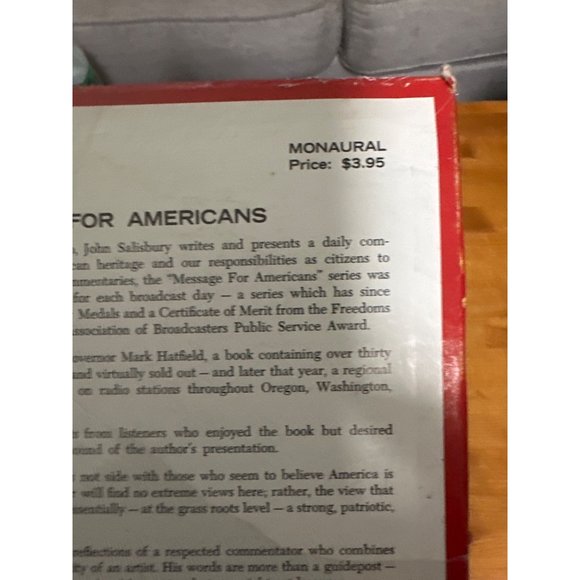 MONAURAL
Price: $3.95
FOR AMERICANS
, John Salisbury writes and presents a daily com-
can heritage and our responsibilities as citizens to
mmentaries, the "Message For Americans" series was
for each broadcast day — a series which has since
Medals and a Certificate of Merit from the Freedoms
ssociation of Broadcasters Public Service Award.
overnor Mark Hatfield, a book containing over thirty
and virtually sold out — and later that year, a regional
on radio stations throughout Oregon, Washington,
s from listeners who enjoyed the book but desired
ound of the author's presentation.
not side with those who seem to believe America is
will find no extreme views here; rather, the view that
ssentially — at the grass roots level — a strong, patriotic,
reflections of a respected commentator who combines
ty of an artist. His words are more than a guidepost —